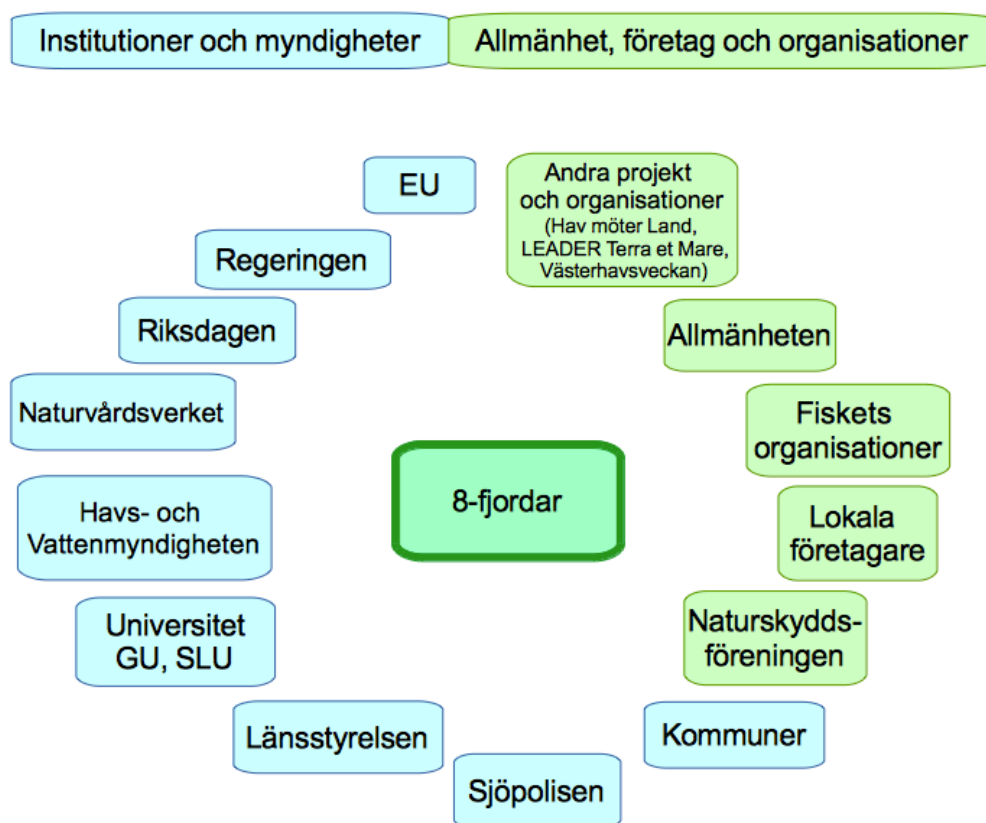 Institutioner och myndigheter
Allmänhet, företag och organisationer
EU
Andra projekt
och organisationer
(Hav möter Land,
LEADER Terra et Mare,
Västerhavsveckan)
Regeringen
Riksdagen
Allmänheten
Naturvårdsverket
Fiskets
organisationer
8-fjordar
Havs- och
Vattenmyndigheten
Lokala
företagare
Universitet
GU, SLU
Naturskydds-
föreningen
Länsstyrelsen
Kommuner
Sjöpolisen